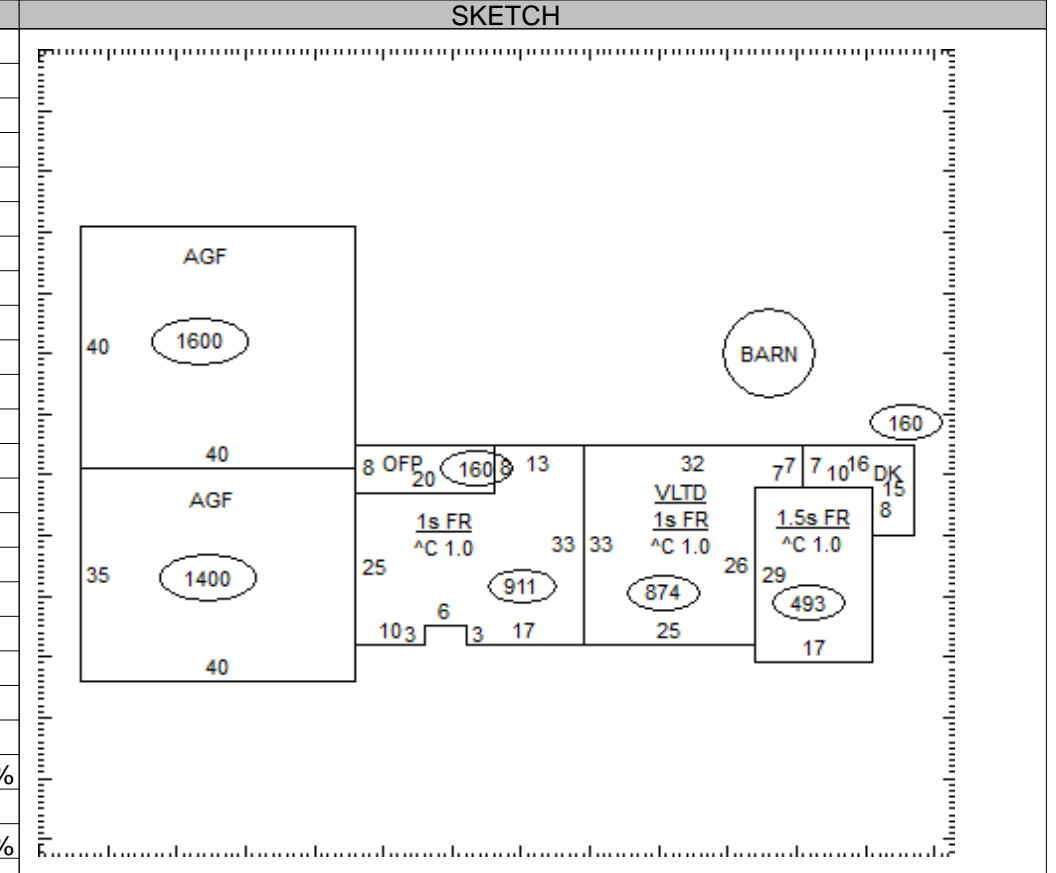 SKETCH
AGF
1600
40
40
AGF
1400
35
40
BARN
160
8 OFP 160 8 13
20
1s FR
^C 1.0
25
33
911
6
10 3 3 17
32
VLTD
1s FR
^C 1.0
33
26
874
25
7 7 7 10 16 DK
15
8
1.5s FR
^C 1.0
29
493
17
%
%